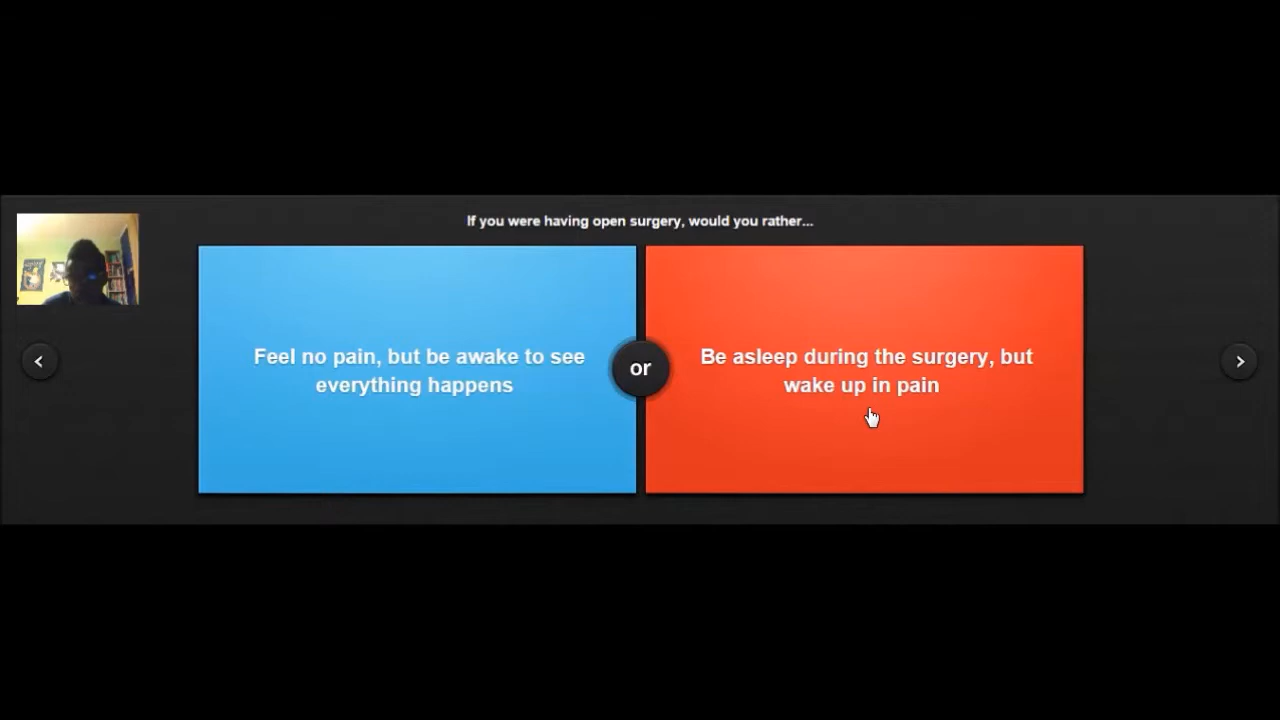 If you were having open surgery, would you rather...
Feel no pain, but be awake to see
everything happens
or
Be asleep during the surgery, but
wake up in pain